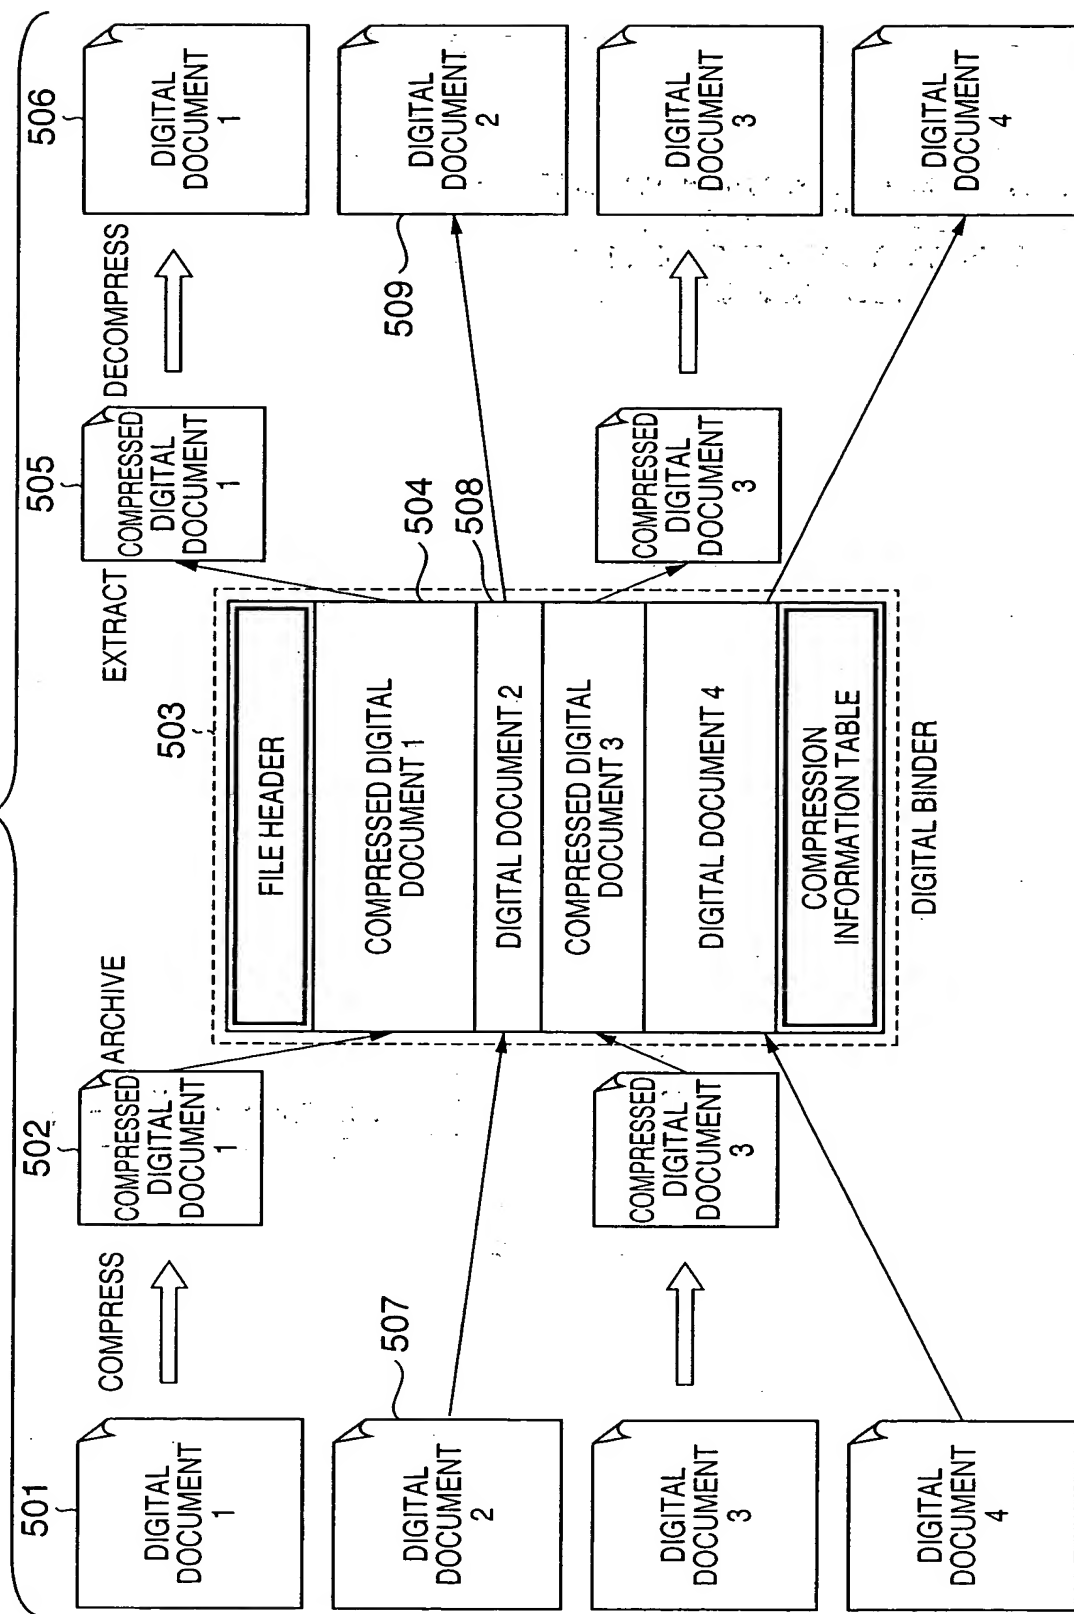 501
DIGITAL
DOCUMENT
1
COMPRESS
502
COMPRESSED
DIGITAL
DOCUMENT
1
ARCHIVE
503
EXTRACT
505
COMPRESSED
DIGITAL
DOCUMENT
1
DECOMPRESS
506
DIGITAL
DOCUMENT
1
DIGITAL
DOCUMENT
2
507
FILE HEADER
COMPRESSED DIGITAL
DOCUMENT 1
504
DIGITAL DOCUMENT 2
508
COMPRESSED DIGITAL
DOCUMENT 3
DIGITAL DOCUMENT 4
COMPRESSION
INFORMATION TABLE
DIGITAL BINDER
509
DIGITAL
DOCUMENT
2
DIGITAL
DOCUMENT
3
COMPRESSED
DIGITAL
DOCUMENT
3
COMPRESSED
DIGITAL
DOCUMENT
3
DIGITAL
DOCUMENT
3
DIGITAL
DOCUMENT
4
DIGITAL
DOCUMENT
4